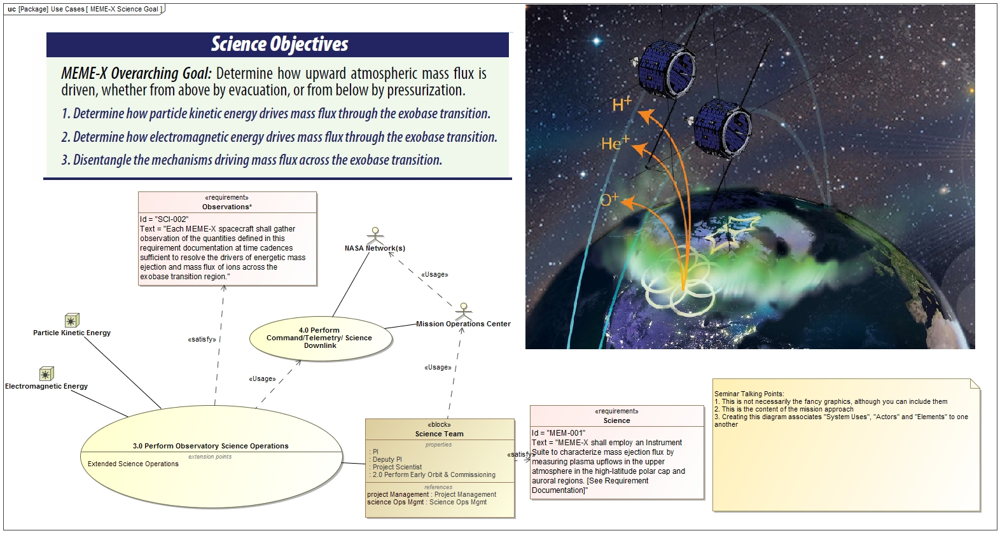 uc [Package] Use Cases [ MEME-X Science Goal ]
Science Objectives
MEME-X Overarching Goal: Determine how upward atmospheric mass flux is
driven, whether from above by evacuation, or from below by pressurization.
1. Determine how particle kinetic energy drives mass flux through the exobase transition.
2. Determine how electromagnetic energy drives mass flux through the exobase transition.
3. Disentangle the mechanisms driving mass flux across the exobase transition.
H+
He+
O+
«requirement»
Observations*
Id = "SCI-002"
Text = "Each MEME-X spacecraft shall gather
observation of the quantities defined in this
requirement documentation at time cadences
sufficient to resolve the drivers of energetic mass
ejection and mass flux of ions across the
exobase transition region."
NASA Network(s)
«Usage»
Mission Operations Center
4.0 Perform
Command/Telemetry/ Science
Downlink
Particle Kinetic Energy
«satisfy»
«Usage»
«Usage»
Electromagnetic Energy
3.0 Perform Observatory Science Operations
extension points
Extended Science Operations
«block»
Science Team
properties
: PI
: Deputy PI
: Project Scientist
: 2.0 Perform Early Orbit & Commissioning
references
project Management : Project Management
science Ops Mgmt : Science Ops Mgmt
«satisfy»
«requirement»
Science
Id = "MEM-001"
Text = "MEME-X shall employ an Instrument
Suite to characterize mass ejection flux by
measuring plasma upflows in the upper
atmosphere in the high-latitude polar cap and
auroral regions. [See Requirement
Documentation]"
Seminar Talking Points:
1. This is not necessarily the fancy graphics, although you can include them
2. This is the content of the mission approach
3. Creating this diagram associates "System Uses", "Actors" and "Elements" to one
another